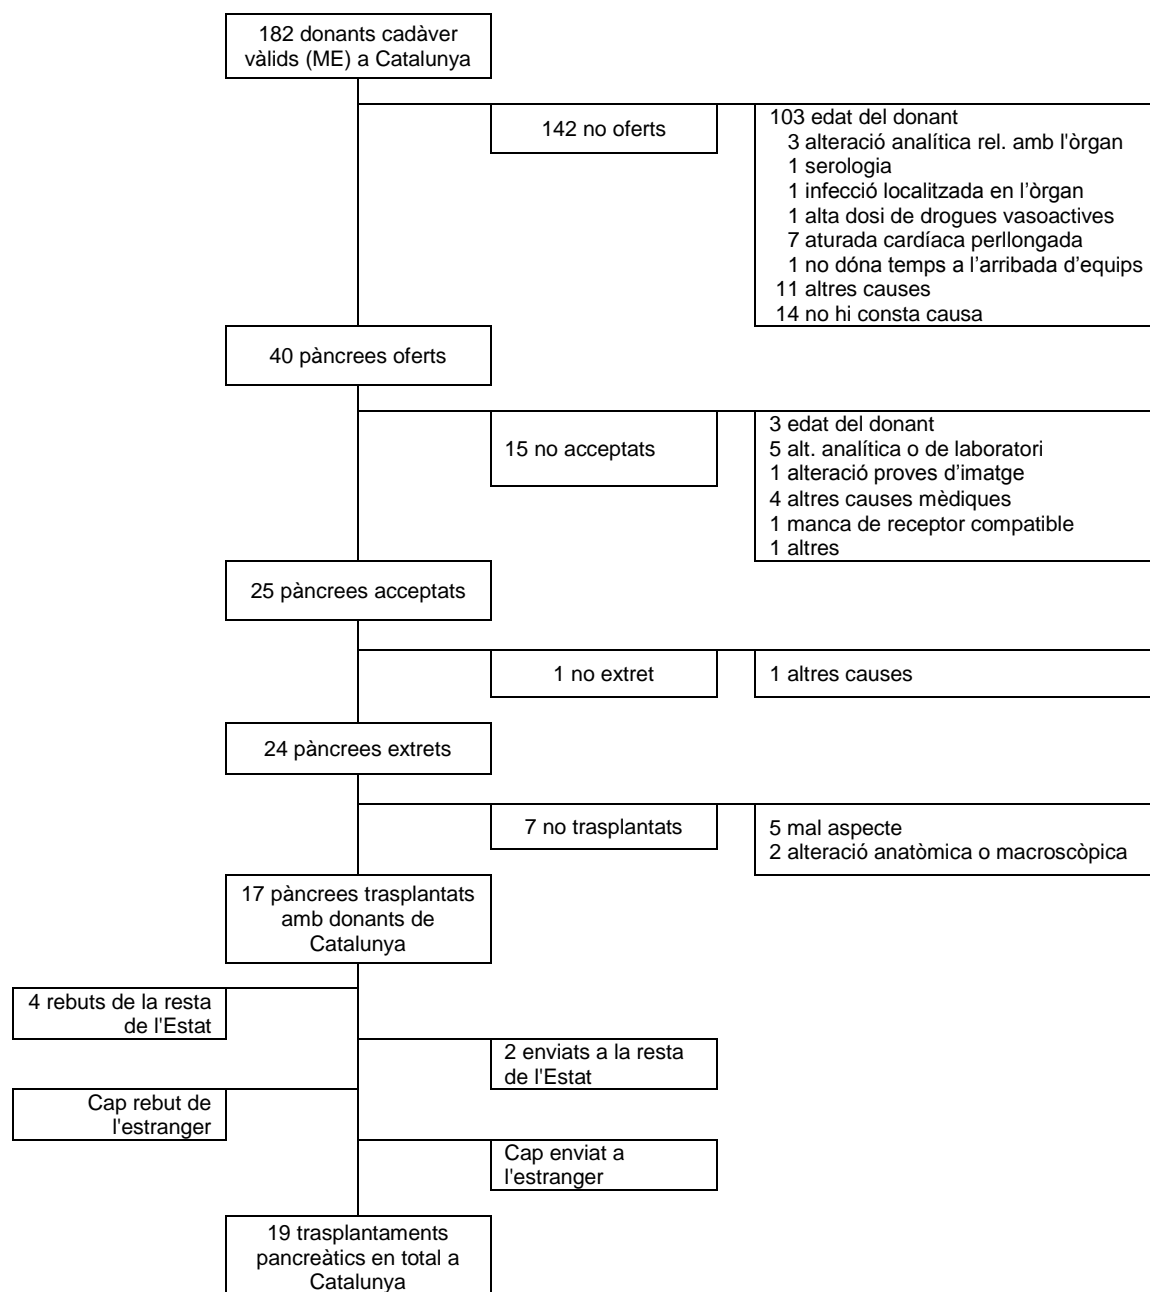 182 donants cadàver
vàlids (ME) a Catalunya
142 no oferts
103 edat del donant
3 alteració analítica rel. amb l'òrgan
1 serologia
1 infecció localitzada en l’òrgan
1 alta dosi de drogues vasoactives
7 aturada cardíaca perllongada
1 no dóna temps a l’arribada d’equips
11 altres causes
14 no hi consta causa
40 pàncrees oferts
15 no acceptats
3 edat del donant
5 alt. analítica o de laboratori
1 alteració proves d’imatge
4 altres causes mèdiques
1 manca de receptor compatible
1 altres
25 pàncrees acceptats
1 no extret
1 altres causes
24 pàncrees extrets
7 no trasplantats
5 mal aspecte
2 alteració anatòmica o macroscòpica
17 pàncrees trasplantats
amb donants de
Catalunya
4 rebuts de la resta
de l'Estat
2 enviats a la resta
de l'Estat
Cap rebut de
l'estranger
Cap enviat a
l'estranger
19 trasplantaments
pancreàtics en total a
Catalunya